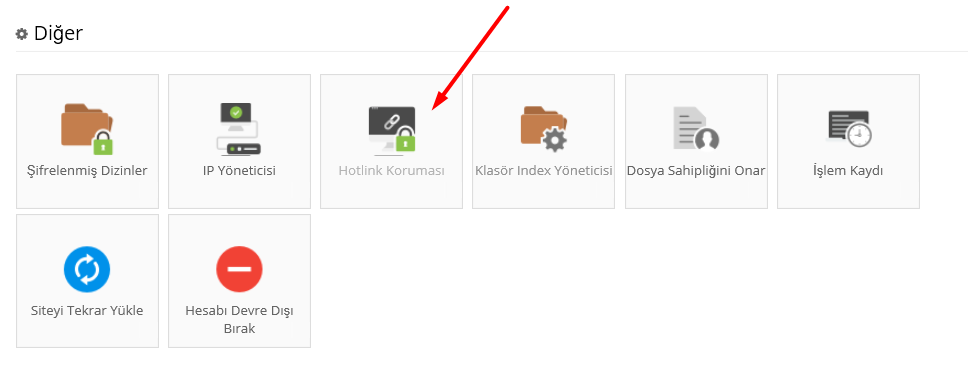 Diğer
Şifrelenmiş Dizinler
IP Yöneticisi
Hotlink Koruması
Klasör Index Yöneticisi
Dosya Sahipliğini Onar
İşlem Kaydı
Siteyi Tekrar Yükle
Hesabı Devre Dışı
Bırak